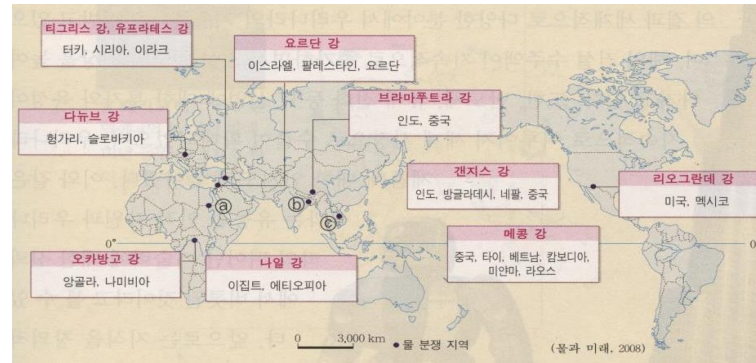 티그리스 강, 유프라테스 강
터키, 시리아, 이라크
요르단 강
이스라엘, 팔레스타인, 요르단
브라마푸트라 강
인도, 중국
다뉴브 강
헝가리, 슬로바키아
갠지스 강
인도, 방글라데시, 네팔, 중국
리오그란데 강
미국, 멕시코
ⓐ
ⓑ
ⓒ
메콩 강
중국, 타이, 베트남, 캄보디아,
미얀마, 라오스
0°
0
오카방고 강
앙골라, 나미비아
나일 강
이집트, 에티오피아
0 3,000 km
물 분쟁 지역
(물과 미래, 2008)